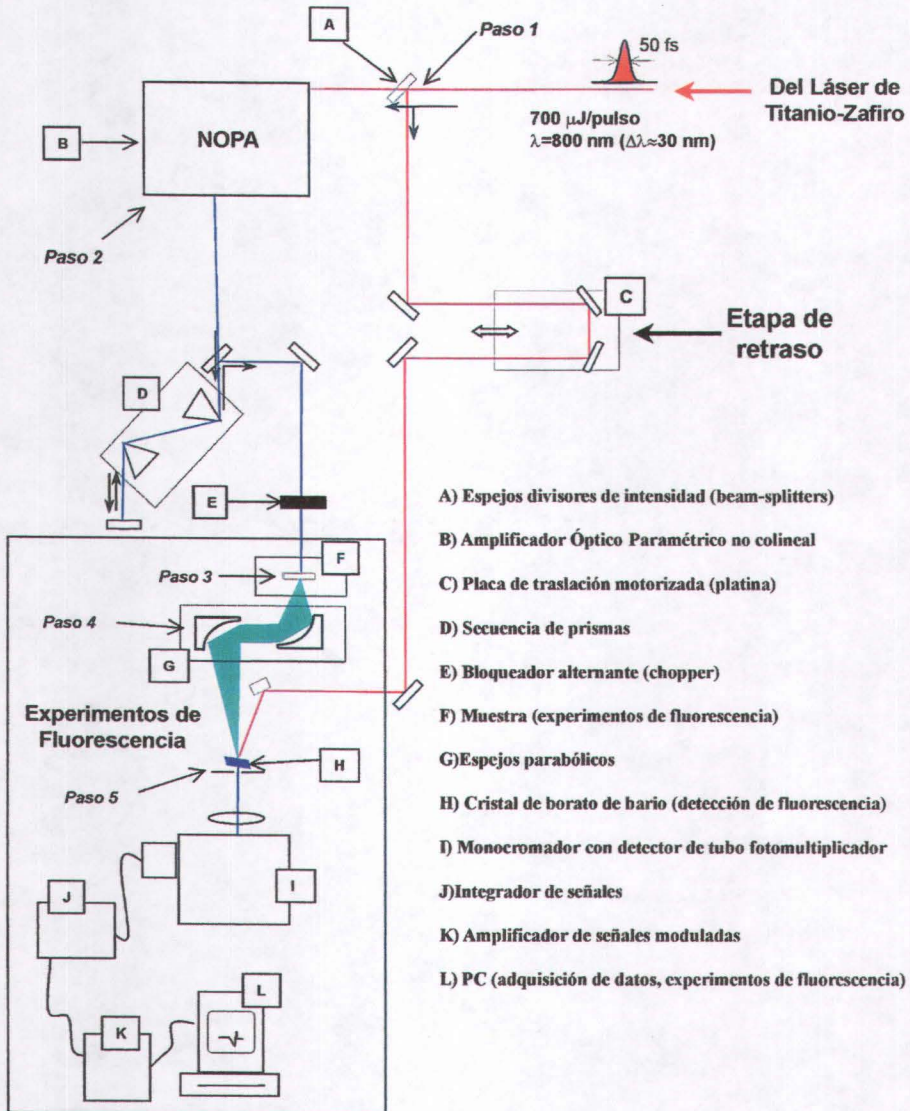 A
Paso 1
50 fs
Del Láser de
Titanio-Zafiro
700 μJ/pulso
λ=800 nm (Δλ≈30 nm)
B
NOPA
Paso 2
C
Etapa de
retraso
D
E
F
Paso 3
Paso 4
G
Experimentos de
Fluorescencia
H
Paso 5
I
J
K
L
A) Espejos divisores de intensidad (beam-splitters)
B) Amplificador Óptico Paramétrico no colineal
C) Placa de traslación motorizada (platina)
D) Secuencia de prismas
E) Bloqueador alternante (chopper)
F) Muestra (experimentos de fluorescencia)
G)Espejos parabólicos
H) Cristal de borato de bario (detección de fluorescencia)
I) Monocromador con detector de tubo fotomultiplicador
J)Integrador de señales
K) Amplificador de señales moduladas
L) PC (adquisición de datos, experimentos de fluorescencia)